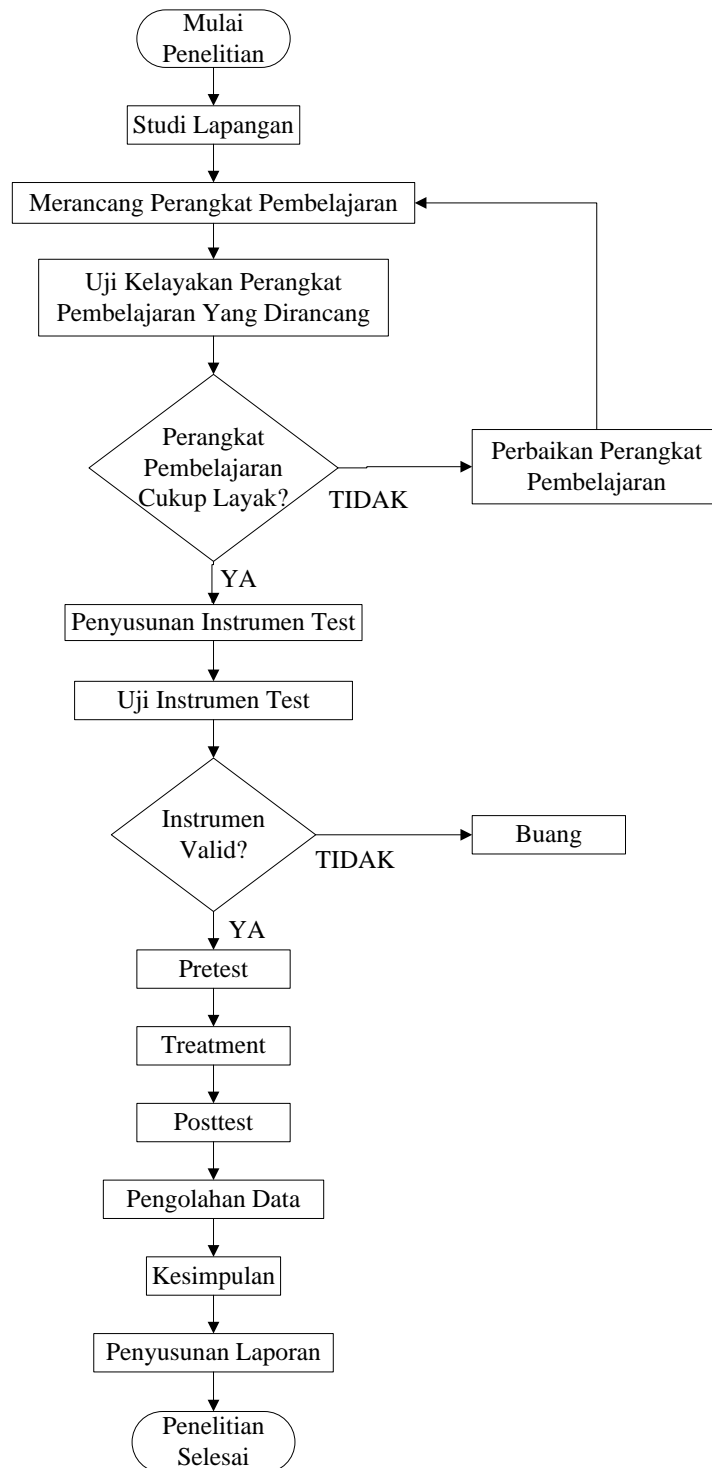 Mulai
Penelitian
Studi Lapangan
Merancang Perangkat Pembelajaran
Uji Kelayakan Perangkat
Pembelajaran Yang Dirancang
Perangkat
Pembelajaran
Cukup Layak?
TIDAK
Perbaikan Perangkat
Pembelajaran
YA
Penyusunan Instrumen Test
Uji Instrumen Test
Instrumen
Valid?
TIDAK
Buang
YA
Pretest
Treatment
Posttest
Pengolahan Data
Kesimpulan
Penyusunan Laporan
Penelitian
Selesai